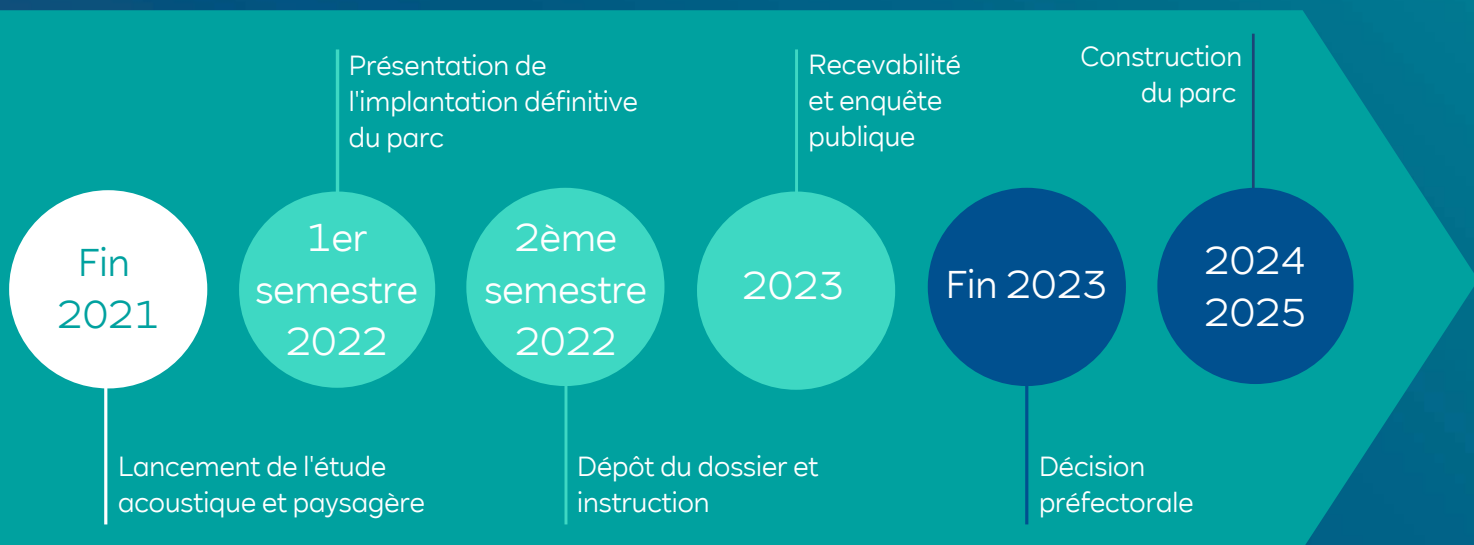 Présentation de
l'implantation définitive
du parc
Recevabilité
et enquête
publique
Construction
du parc
Fin
2021
1er
semestre
2022
2ème
semestre
2022
2023
Fin 2023
2024
2025
Lancement de l'étude
acoustique et paysagère
Dépôt du dossier et
instruction
Décision
préfectorale